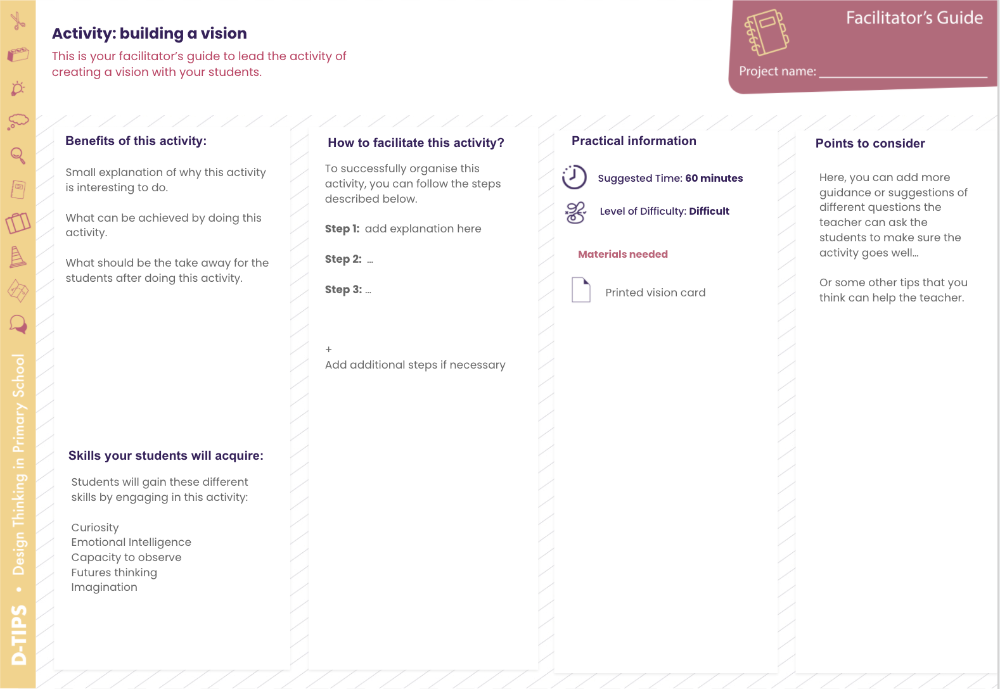 Activity: building a vision
This is your facilitator’s guide to lead the activity of
creating a vision with your students.
Facilitator’s Guide
Project name:
Benefits of this activity:
Small explanation of why this activity
is interesting to do.
What can be achieved by doing this
activity.
What should be the take away for the
students after doing this activity.
Skills your students will acquire:
Students will gain these different
skills by engaging in this activity:
Curiosity
Emotional Intelligence
Capacity to observe
Futures thinking
Imagination
How to facilitate this activity?
To successfully organise this
activity, you can follow the steps
described below.
Step 1: add explanation here
Step 2: ...
Step 3: ...
+
Add additional steps if necessary
Practical information
Suggested Time: 60 minutes
Level of Difficulty: Difficult
Materials needed
Printed vision card
Points to consider
Here, you can add more
guidance or suggestions of
different questions the
teacher can ask the
students to make sure the
activity goes well...
Or some other tips that you
think can help the teacher.
D-TIPS • Design Thinking in Primary School